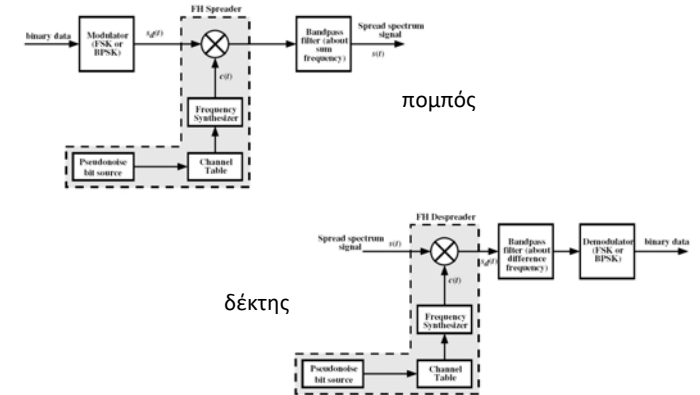 FH Spreader
binary data
Modulator
(FSK or
BPSK)
s_d(t)
Bandpass
filter (about
sum
frequency)
Spread spectrum
signal
s(t)
c(t)
πομπός
Frequency
Synthesizer
Pseudonoise
bit source
Channel
Table
FH Despreader
Spread spectrum
signal
s(t)
s_d(t)
Bandpass
filter (about
difference
frequency)
Demodulator
(FSK or
BPSK)
binary data
c(t)
δέκτης
Frequency
Synthesizer
Pseudonoise
bit source
Channel
Table